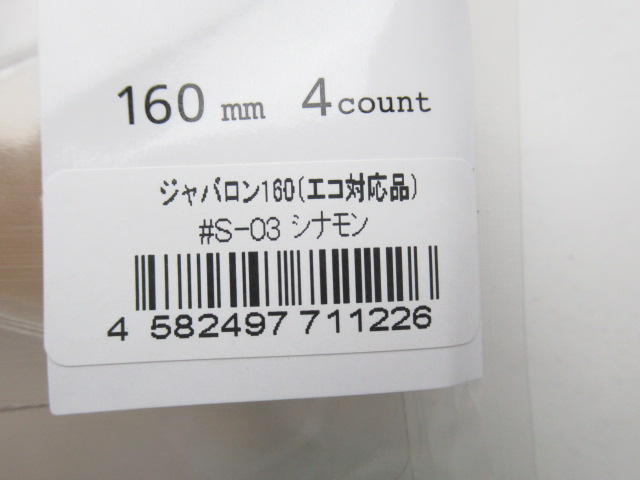 160 mm 4 count
ジャバロン160(エコ対応品)
#S-03 シナモン
4 582497 711226